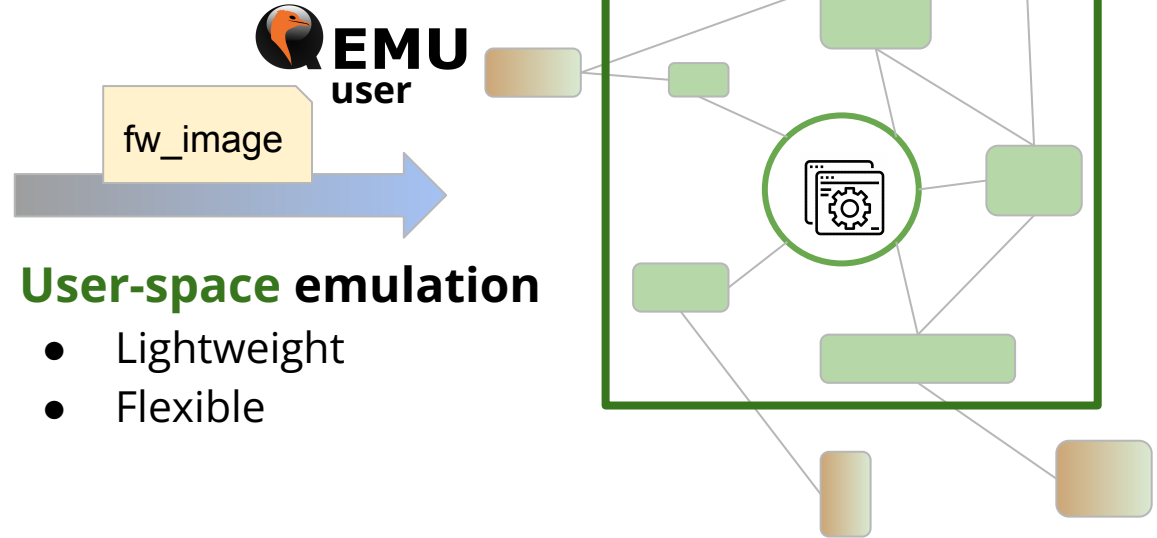 QEMU
user
fw_image
User-space emulation
● Lightweight
● Flexible